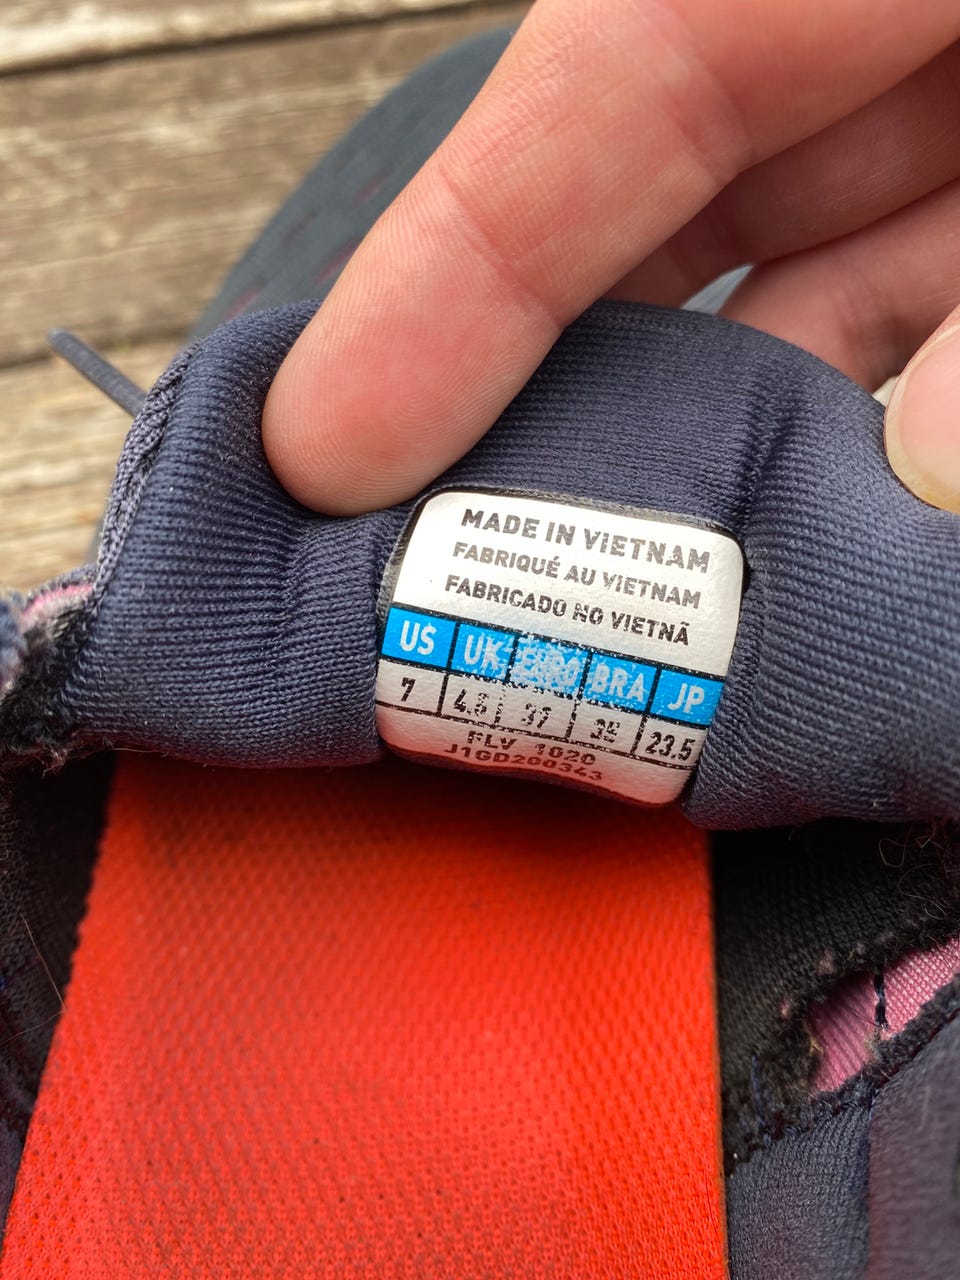 MADE IN VIETNAM
FABRIQUÉ AU VIETNAM
FABRICADO NO VIETNÃ
US UK EURO BRA JP
7 4.5 37 35 23.5
FLV 1020
J1GD200343